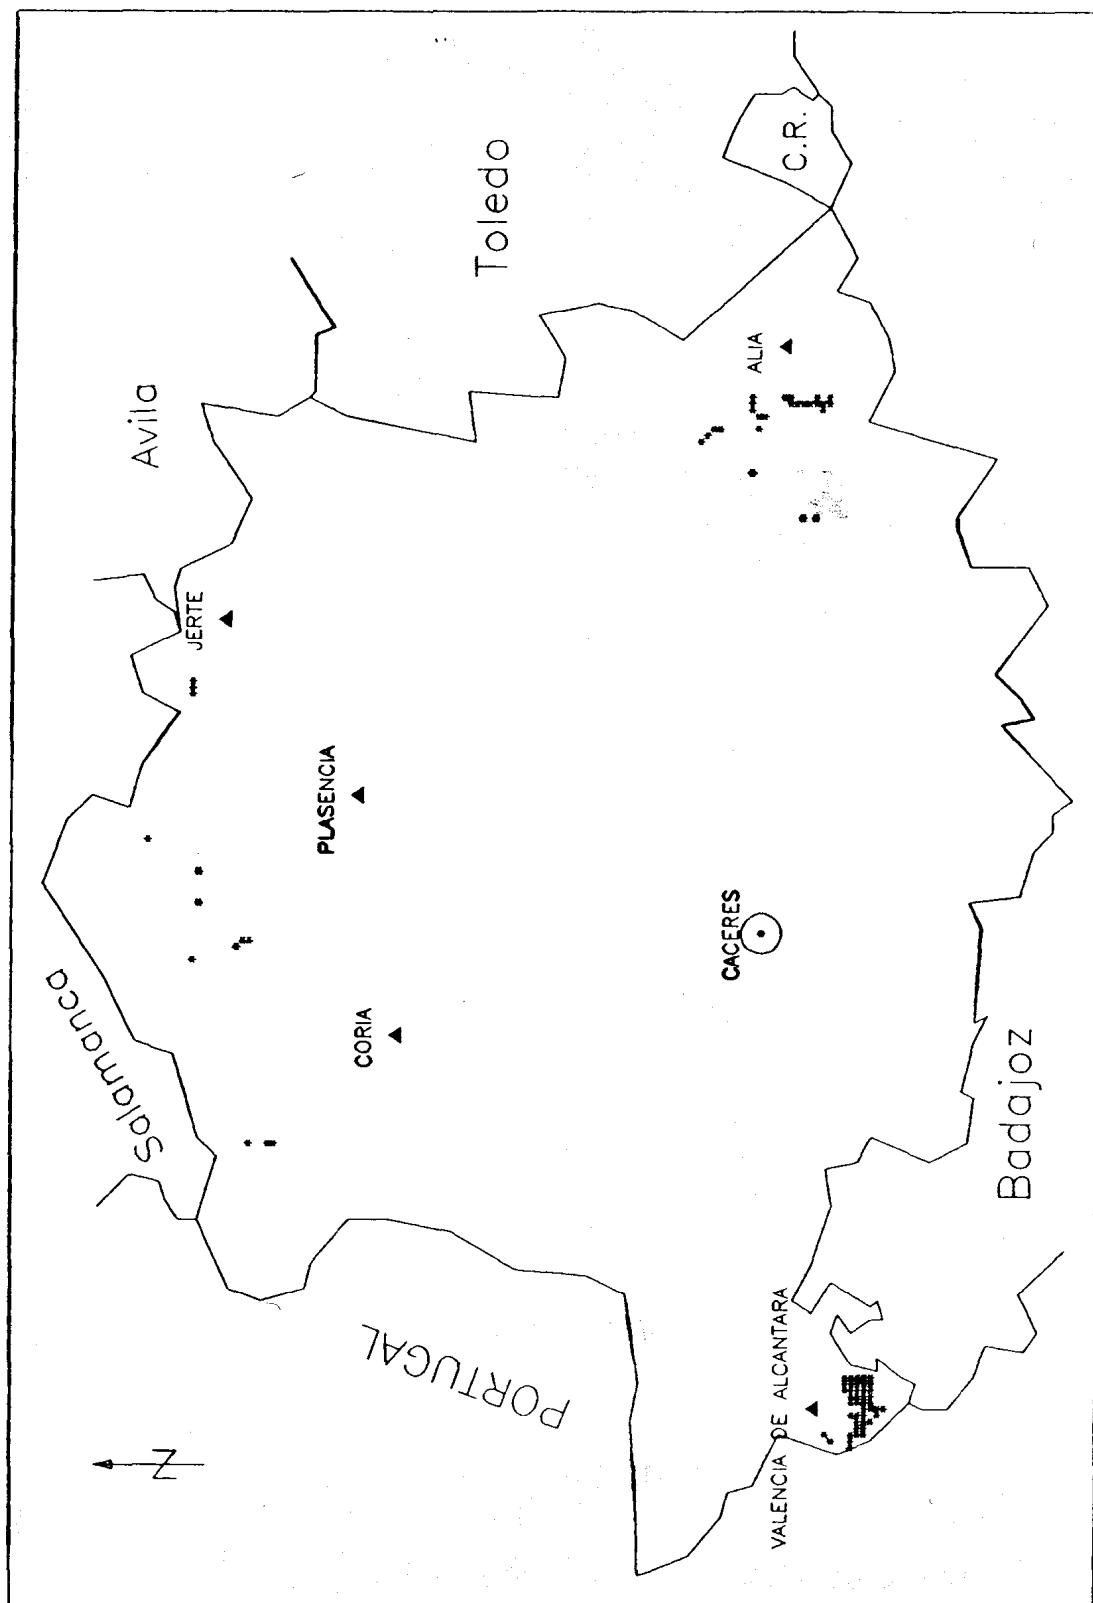 Salamanca
Avila
JERTE
PLASENCIA
CORIA
Toledo
PORTUGAL
N
CACERES
ALIA
C.R.
VALENCIA DE ALCANTARA
Badajoz